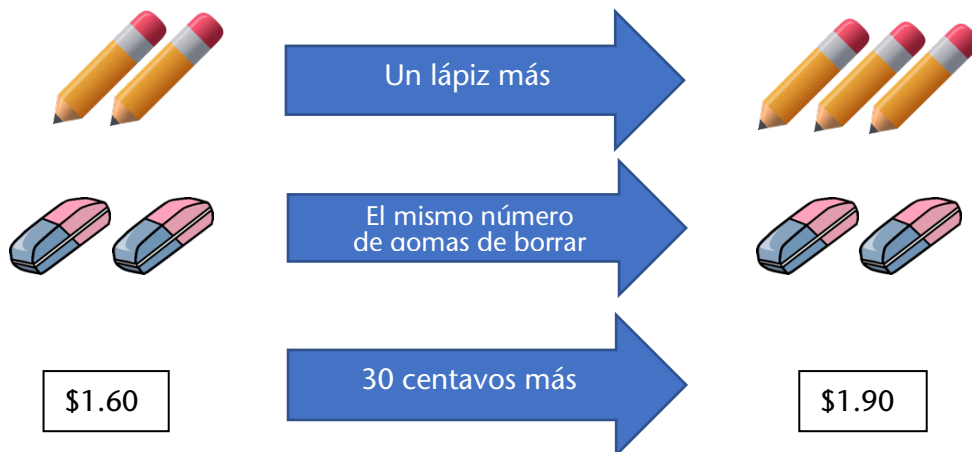 Un lápiz más
El mismo número
de gomas de borrar
30 centavos más
$1.60
$1.90